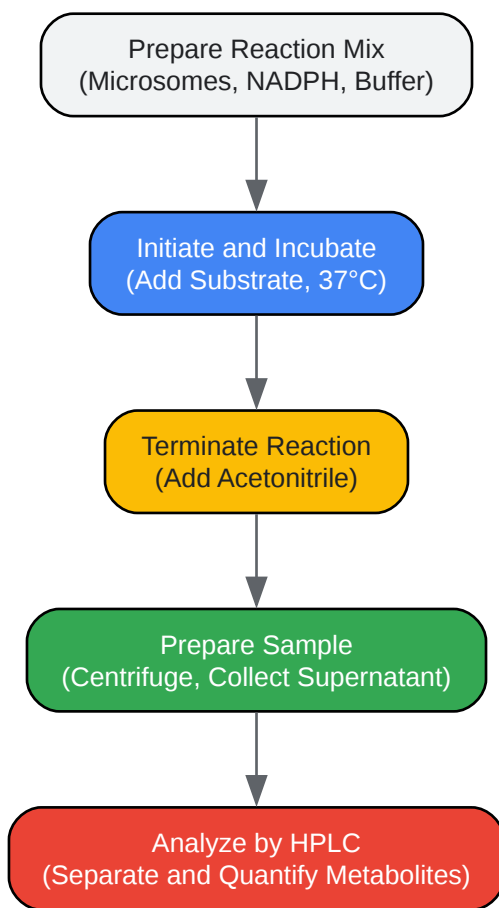 Prepare Reaction Mix
(Microsomes, NADPH, Buffer)
Initiate and Incubate
(Add Substrate, 37°C)
Terminate Reaction
(Add Acetonitrile)
Prepare Sample
(Centrifuge, Collect Supernatant)
Analyze by HPLC
(Separate and Quantify Metabolites)